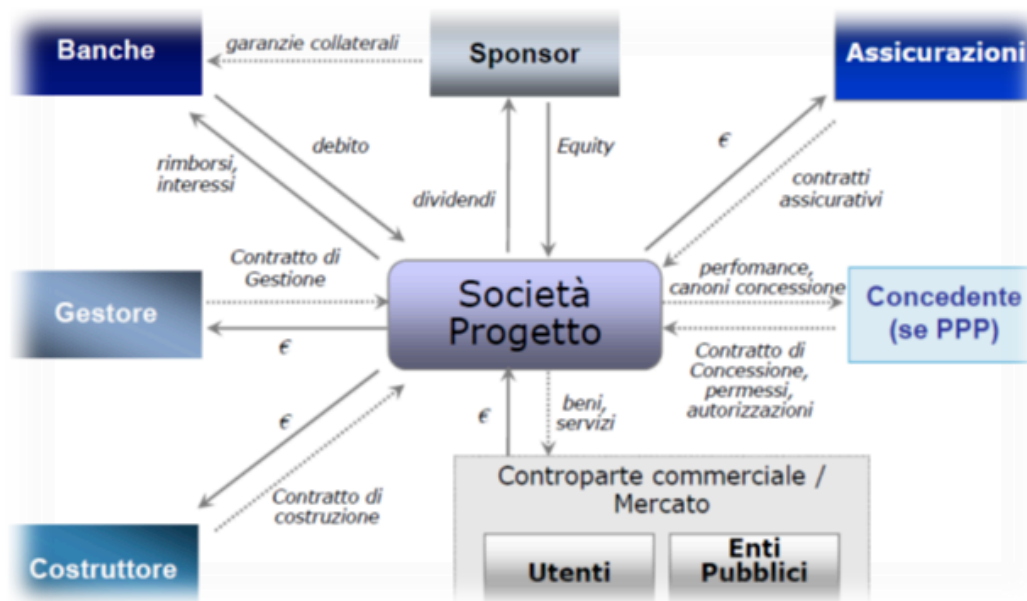 Banche
garanzie collaterali
Sponsor
Assicurazioni
rimborsi,
interessi
debito
dividendi
Equity
€
contratti
assicurativi
Contratto di
Gestione
Gestore
€
Società
Progetto
perfomance,
canoni concessione
Concedente
(se PPP)
Contratto di
Concessione,
permessi,
autorizzazioni
€
Contratto di
costruzione
Costruttore
€
beni,
servizi
Controparte commerciale /
Mercato
Utenti
Enti
Pubblici